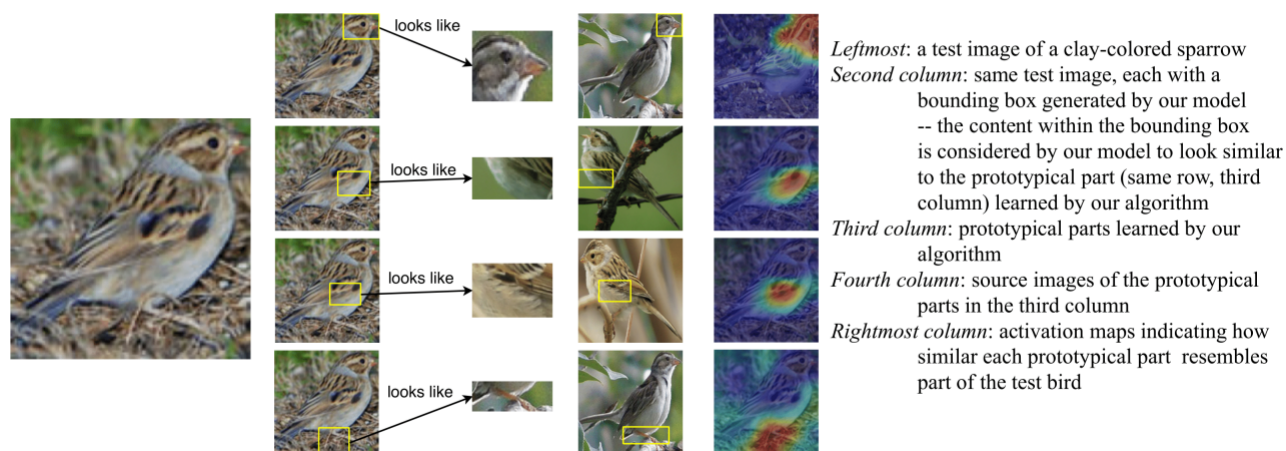 looks like
looks like
looks like
looks like
Leftmost: a test image of a clay-colored sparrow
Second column: same test image, each with a
bounding box generated by our model
-- the content within the bounding box
is considered by our model to look similar
to the prototypical part (same row, third
column) learned by our algorithm
Third column: prototypical parts learned by our
algorithm
Fourth column: source images of the prototypical
parts in the third column
Rightmost column: activation maps indicating how
similar each prototypical part resembles
part of the test bird